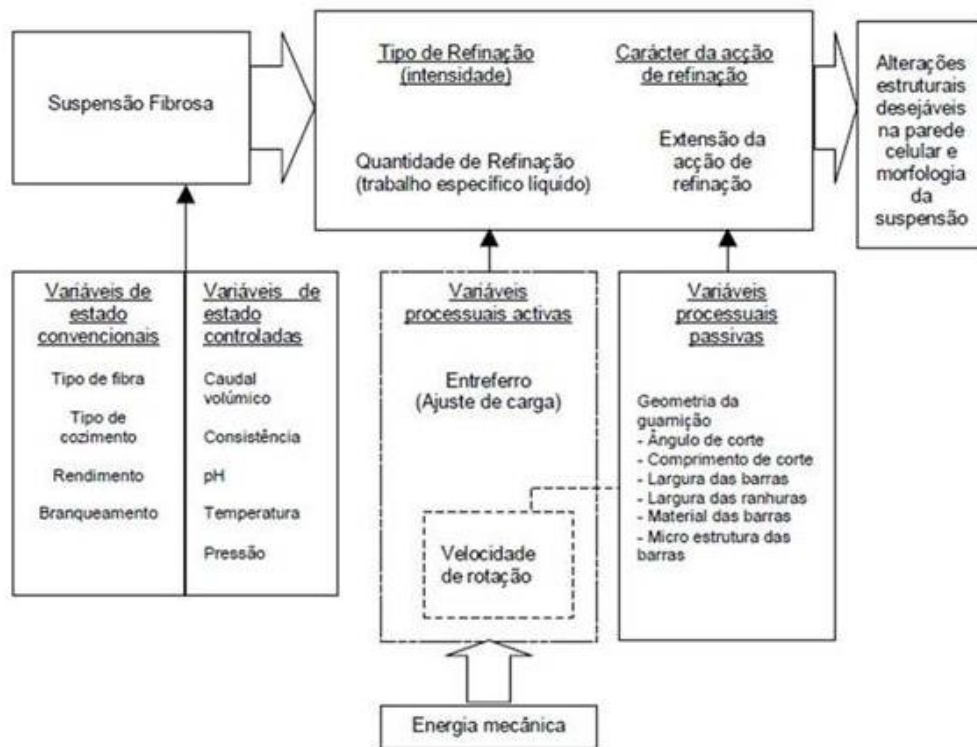 Suspensão Fibrosa
Tipo de Refinação
(intensidade)
Quantidade de Refinação
(trabalho específico líquido)
Carácter da acção
de refinação
Extensão da
acção de
refinação
Alterações
estruturais
desejáveis
na parede
celular e
morfologia
da
suspensão
Variáveis de
estado
convencionais
Tipo de fibra
Tipo de
cozimento
Rendimento
Branqueamento
Variáveis de
estado
controladas
Caudal
volúmico
Consistência
pH
Temperatura
Pressão
Variáveis
processuais activas
Entreferro
(Ajuste de carga)
Velocidade
de rotação
Variáveis
processuais
passivas
Geometria da
guarnição
- Ângulo de corte
- Comprimento de corte
- Largura das barras
- Largura das ranhuras
- Material das barras
- Micro estrutura das
barras
Energia mecânica